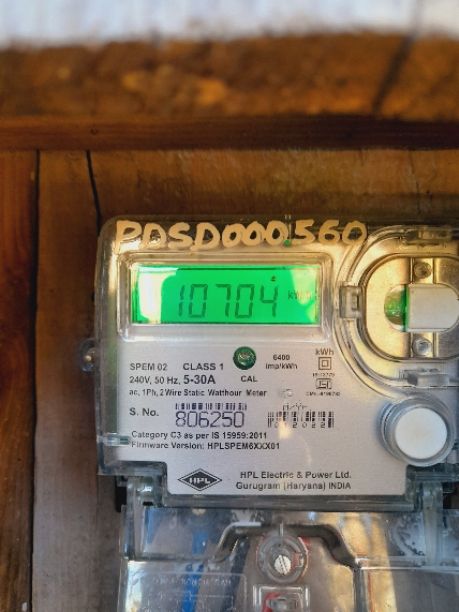 PDSD000560
10704 kWh
SPEM 02 CLASS 1 6400 imp/kWh kWh
240V, 50 Hz, 5-30A CAL
ac, 1Ph, 2 Wire Static Watthour Meter
S. No. 806250
Category C3 as per IS 15959:2011
Firmware Version: HPLSPEM6XXX01
HPL HPL Electric & Power Ltd.
Gurugram (Haryana) INDIA